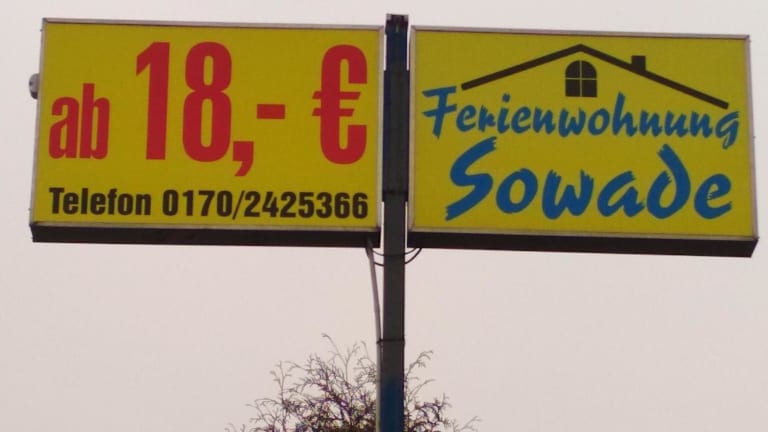 ab 18,- €
Telefon 0170/2425366
Ferienwohnung
Sowade